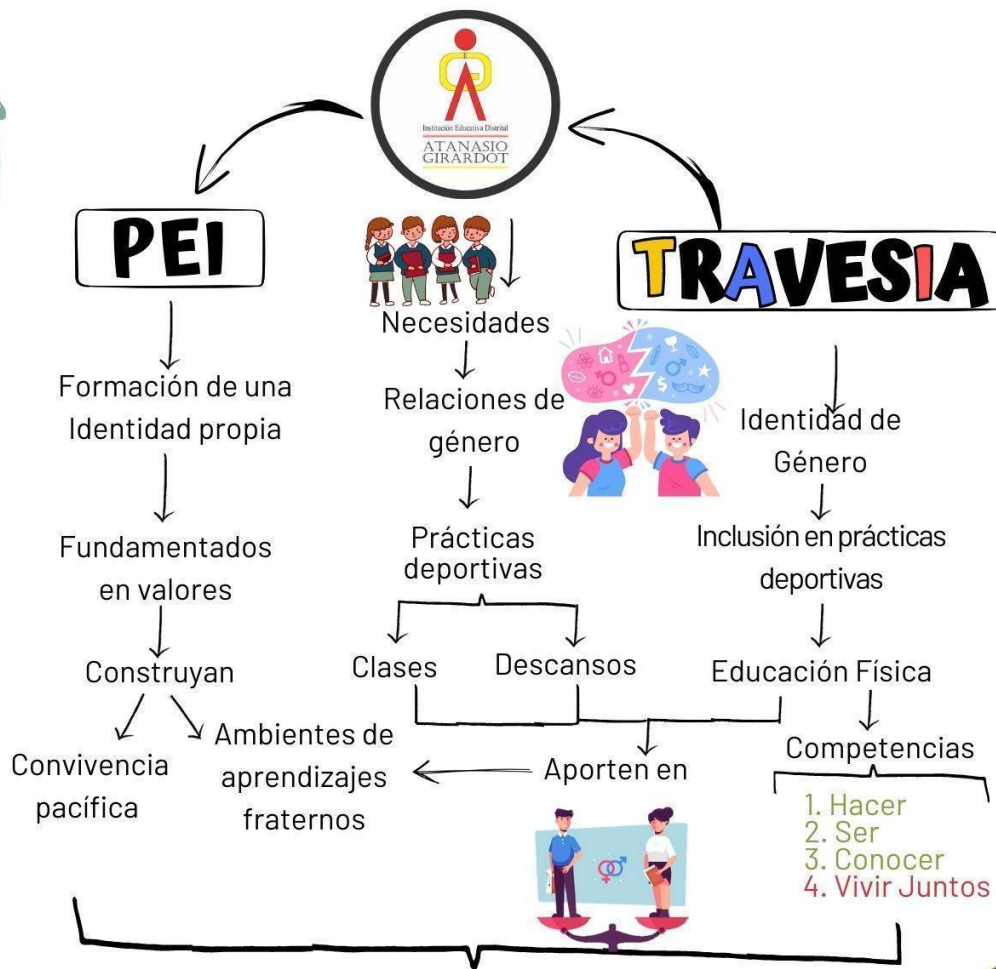 Institución Educativa Distrital
ATANASIO
GIRARDOT
PEI
Formación de una
Identidad propia
Fundamentados
en valores
Construyan
Convivencia
pacífica
Ambientes de
aprendizajes
fraternos
Necesidades
Relaciones de
género
Prácticas
deportivas
Clases
Descansos
Aporten en
TRAVESIA
Identidad de
Género
Inclusión en prácticas
deportivas
Educación Física
Competencias
1. Hacer
2. Ser
3. Conocer
4. Vivir Juntos